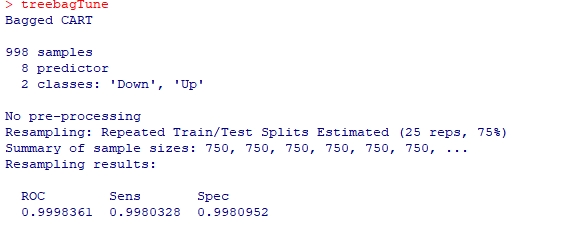 > treebagTune
Bagged CART

998 samples
  8 predictor
  2 classes: 'Down', 'Up'

No pre-processing
Resampling: Repeated Train/Test Splits Estimated (25 reps, 75%)
Summary of sample sizes: 750, 750, 750, 750, 750, 750, ...
Resampling results:

  ROC        Sens       Spec
  0.9998361  0.9980328  0.9980952